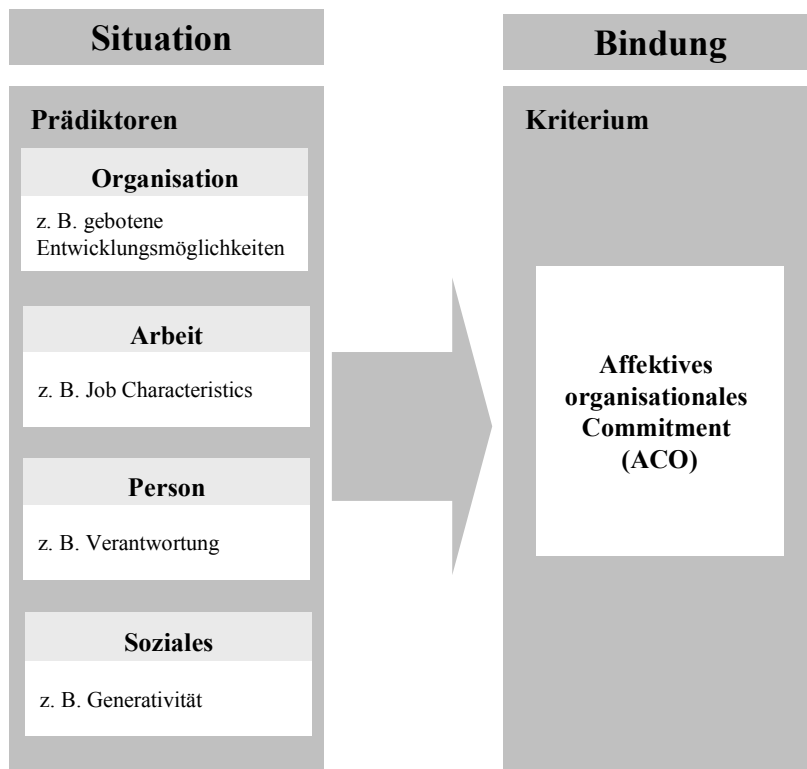 Situation
Prädiktoren
Organisation
z. B. gebotene
Entwicklungsmöglichkeiten
Arbeit
z. B. Job Characteristics
Person
z. B. Verantwortung
Soziales
z. B. Generativität
Bindung
Kriterium
Affektives
organisationales
Commitment
(ACO)